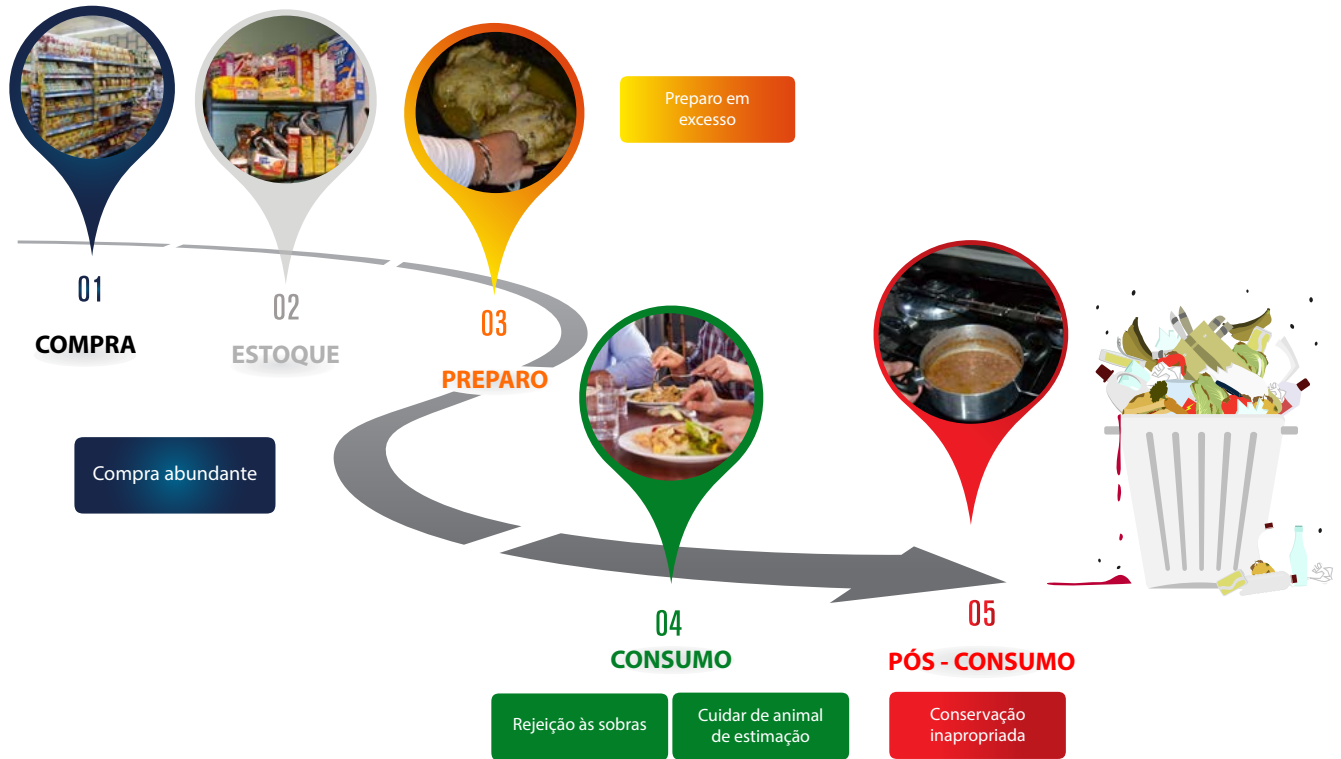 Preparo em
excesso
01
COMPRA
02
ESTOQUE
03
PREPARO
Compra abundante
04
CONSUMO
05
PÓS - CONSUMO
Rejeição às sobras
Cuidar de animal
de estimação
Conservação
inapropriada